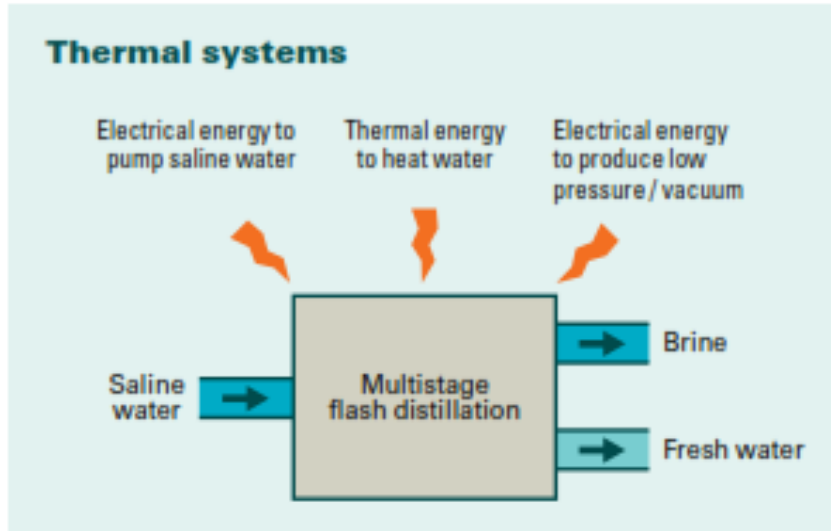 Thermal systems
Electrical energy to
pump saline water
Thermal energy
to heat water
Electrical energy
to produce low
pressure / vacuum
Saline
water
Multistage
flash distillation
Brine
Fresh water